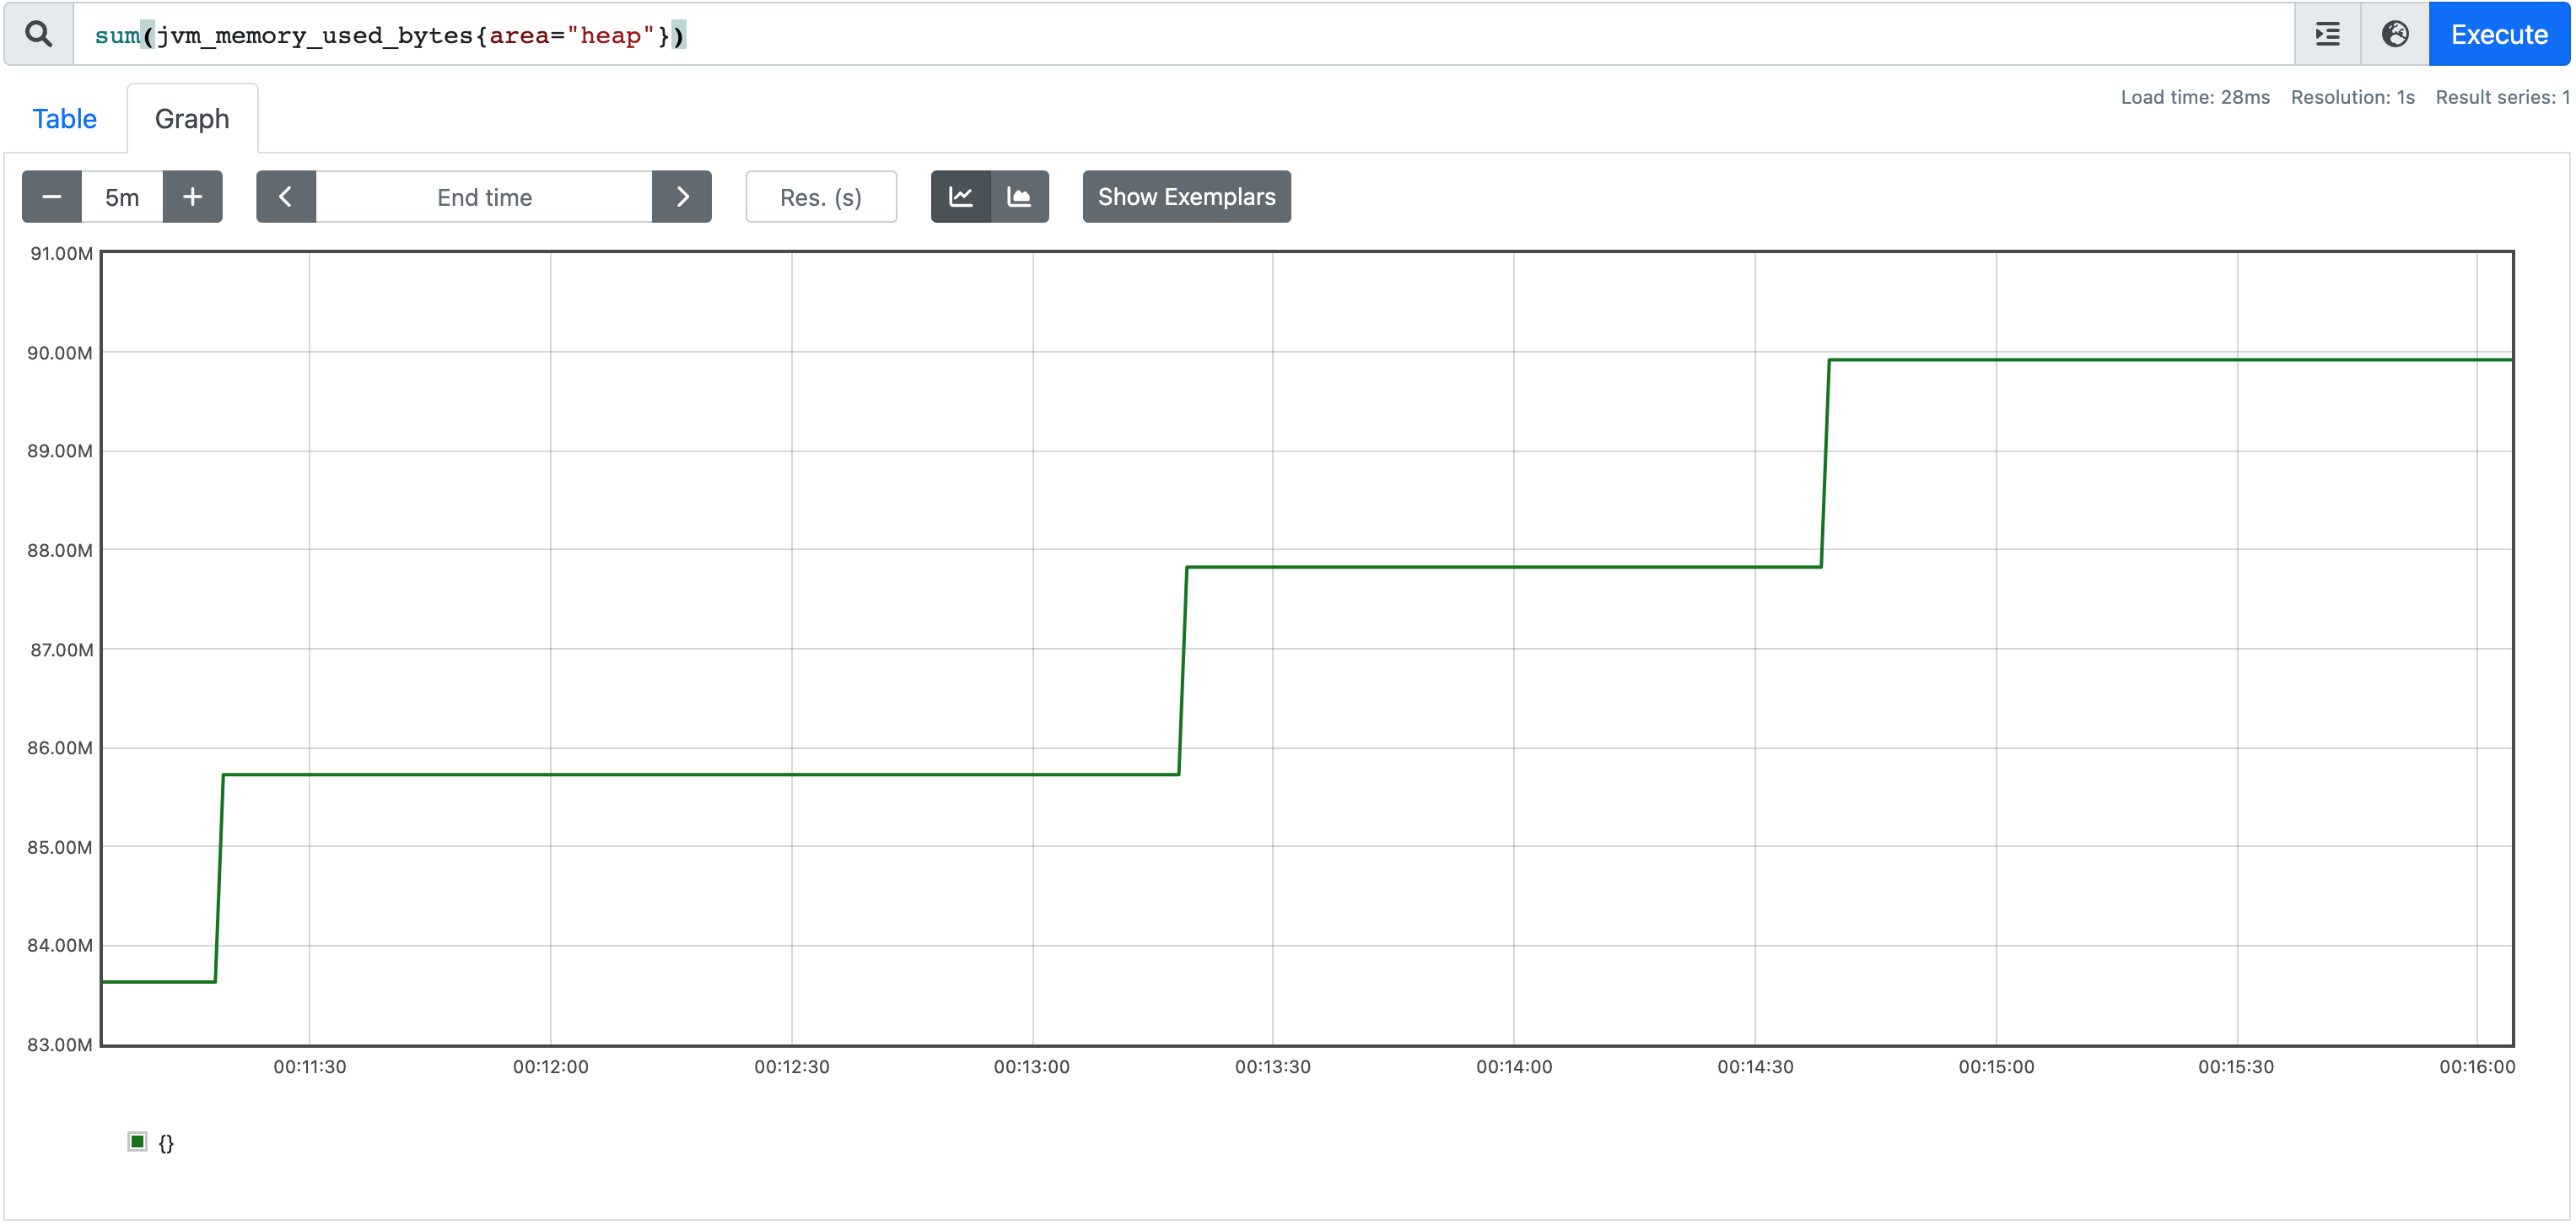 sum(jvm_memory_used_bytes{area="heap"})
Execute
Table
Graph
Load time: 28ms Resolution: 1s Result series: 1
− 5m + End time Res. (s) Show Exemplars
91.00M
90.00M
89.00M
88.00M
87.00M
86.00M
85.00M
84.00M
83.00M
00:11:30 00:12:00 00:12:30 00:13:00 00:13:30 00:14:00 00:14:30 00:15:00 00:15:30 00:16:00
{}